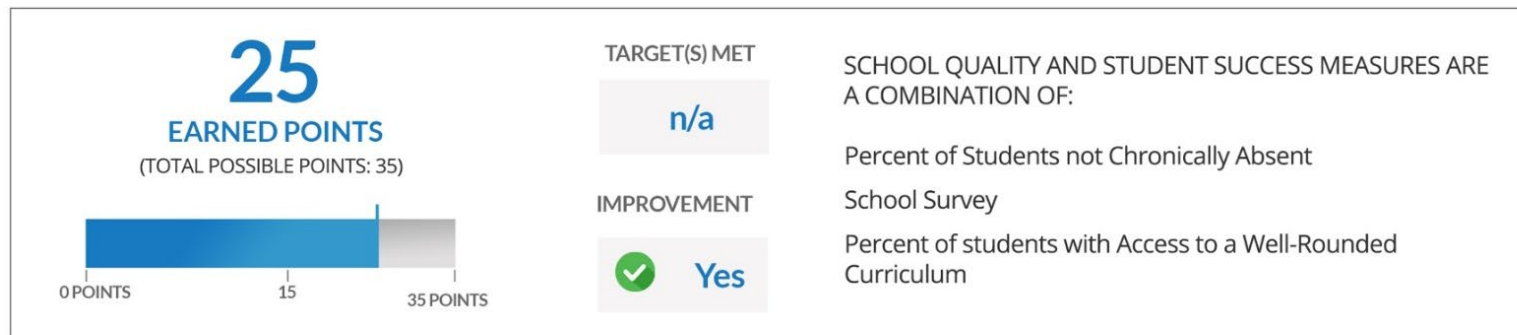 25
EARNED POINTS
(TOTAL POSSIBLE POINTS: 35)
0 POINTS
15
35 POINTS
TARGET(S) MET
n/a
IMPROVEMENT
Yes
SCHOOL QUALITY AND STUDENT SUCCESS MEASURES ARE
A COMBINATION OF:
Percent of Students not Chronically Absent
School Survey
Percent of students with Access to a Well-Rounded
Curriculum